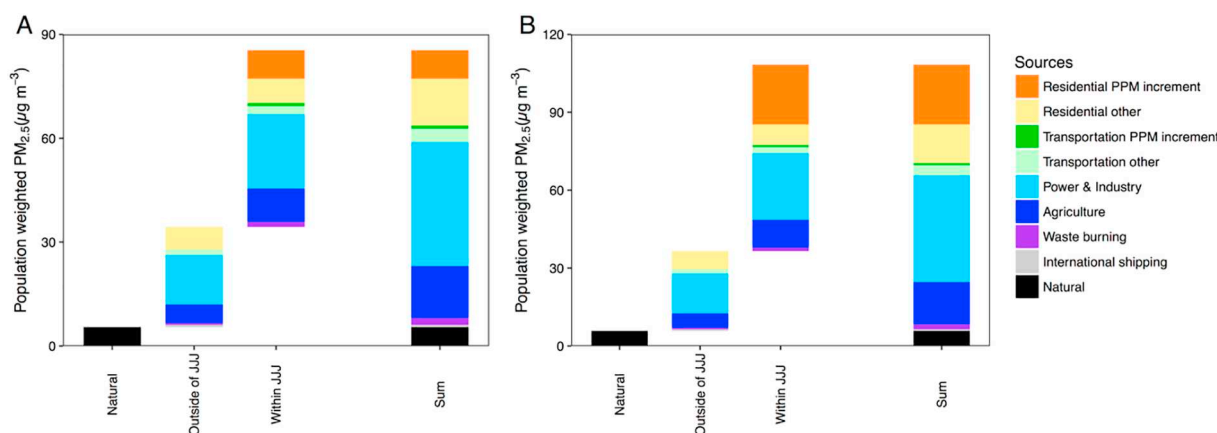 A
Population weighted PM2.5(µg m−3)
90
60
30
0
Natural
Outside of JJJ
Within JJJ
Sum
B
Population weighted PM2.5(µg m−3)
120
90
60
30
0
Natural
Outside of JJJ
Within JJJ
Sum
Sources
Residential PPM increment
Residential other
Transportation PPM increment
Transportation other
Power & Industry
Agriculture
Waste burning
International shipping
Natural